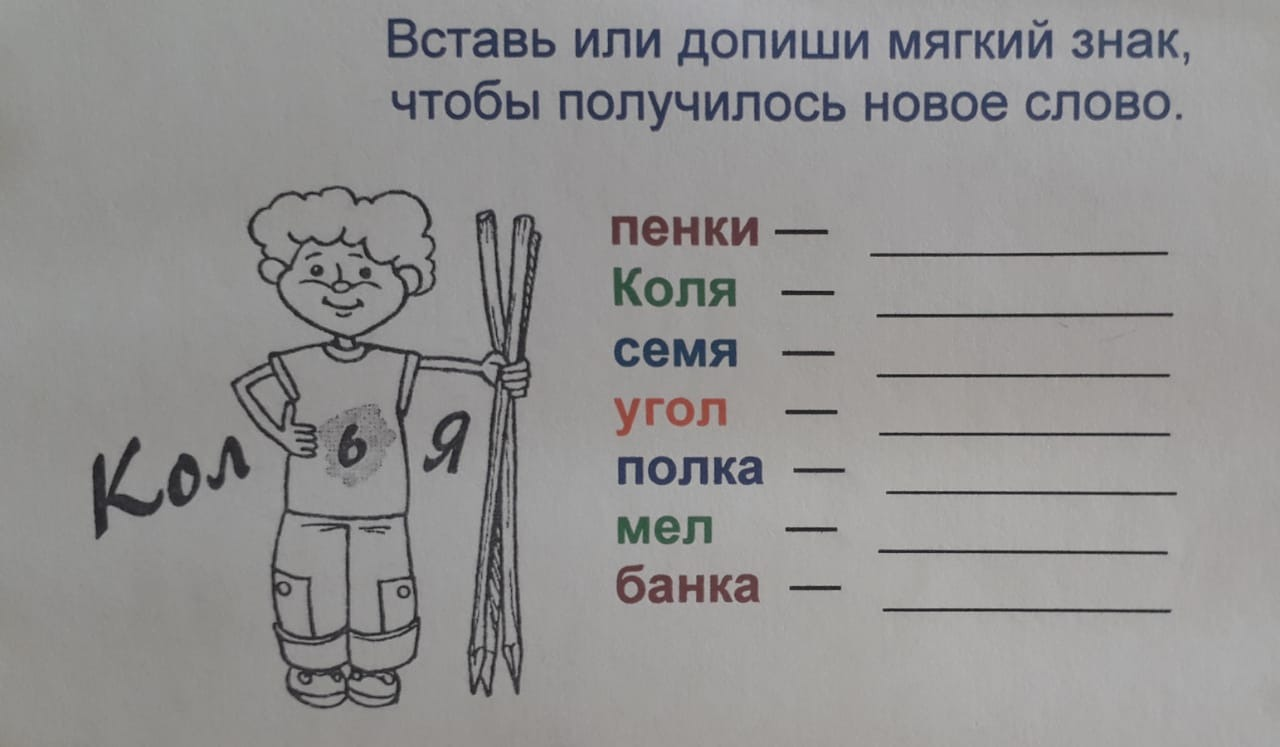 Вставь или допиши мягкий знак,
чтобы получилось новое слово.
пенки —
Коля —
семя —
угол —
полка —
мел —
банка —
Кол ь я